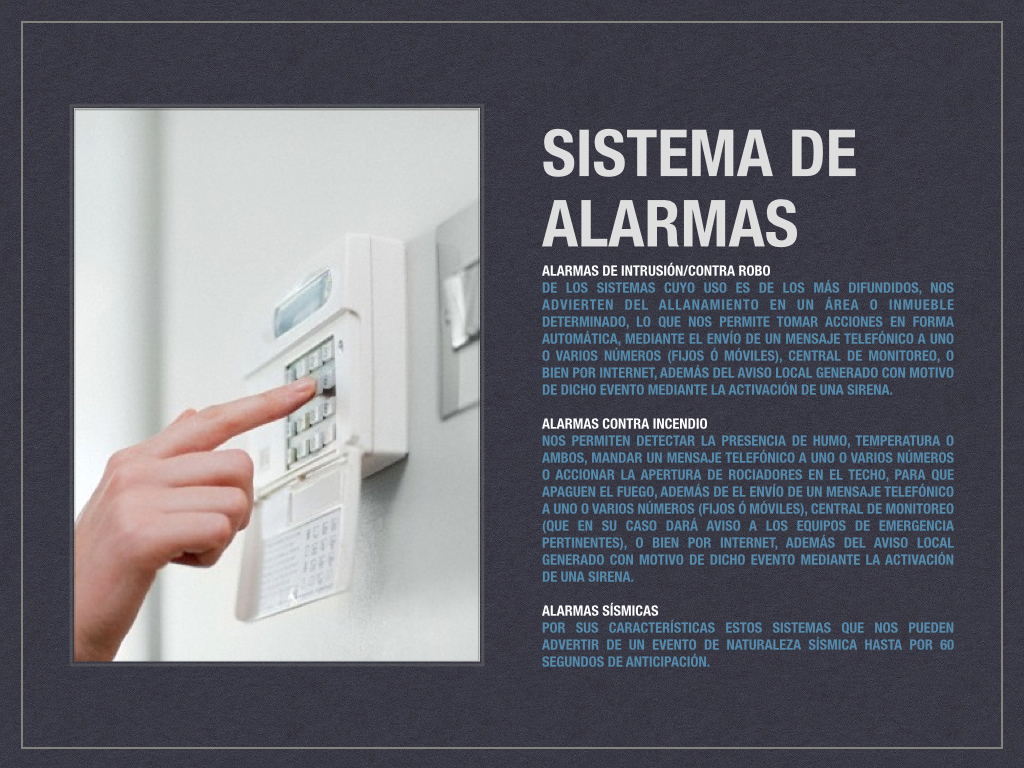 SISTEMA DE
ALARMAS
ALARMAS DE INTRUSIÓN/CONTRA ROBO
DE LOS SISTEMAS CUYO USO ES DE LOS MÁS DIFUNDIDOS, NOS
ADVIERTEN DEL ALLANAMIENTO EN UN ÁREA O INMUEBLE
DETERMINADO, LO QUE NOS PERMITE TOMAR ACCIONES EN FORMA
AUTOMÁTICA, MEDIANTE EL ENVÍO DE UN MENSAJE TELEFÓNICO A UNO
O VARIOS NÚMEROS (FIJOS Ó MÓVILES), CENTRAL DE MONITOREO, O
BIEN POR INTERNET, ADEMÁS DEL AVISO LOCAL GENERADO CON MOTIVO
DE DICHO EVENTO MEDIANTE LA ACTIVACIÓN DE UNA SIRENA.
ALARMAS CONTRA INCENDIO
NOS PERMITEN DETECTAR LA PRESENCIA DE HUMO, TEMPERATURA O
AMBOS, MANDAR UN MENSAJE TELEFÓNICO A UNO O VARIOS NÚMEROS
O ACCIONAR LA APERTURA DE ROCIADORES EN EL TECHO, PARA QUE
APAGUEN EL FUEGO, ADEMÁS DE EL ENVÍO DE UN MENSAJE TELEFÓNICO
A UNO O VARIOS NÚMEROS (FIJOS Ó MÓVILES), CENTRAL DE MONITOREO
(QUE EN SU CASO DARÁ AVISO A LOS EQUIPOS DE EMERGENCIA
PERTINENTES), O BIEN POR INTERNET, ADEMÁS DEL AVISO LOCAL
GENERADO CON MOTIVO DE DICHO EVENTO MEDIANTE LA ACTIVACIÓN
DE UNA SIRENA.
ALARMAS SÍSMICAS
POR SUS CARACTERÍSTICAS ESTOS SISTEMAS QUE NOS PUEDEN
ADVERTIR DE UN EVENTO DE NATURALEZA SÍSMICA HASTA POR 60
SEGUNDOS DE ANTICIPACIÓN.